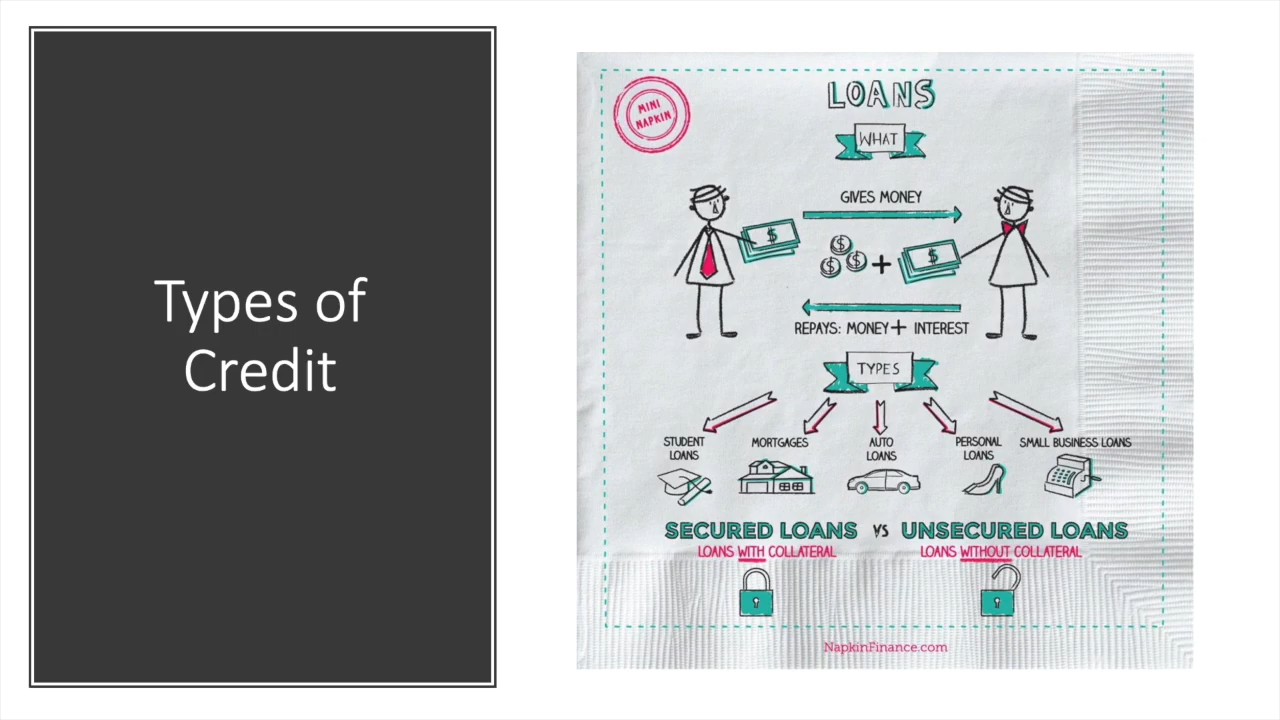 Types of
Credit
MINI
NAPKIN
LOANS
WHAT
GIVES MONEY
$
$
$ $ $
+
REPAYS: MONEY + INTEREST
TYPES
STUDENT
LOANS
MORTGAGES
AUTO
LOANS
PERSONAL
LOANS
SMALL BUSINESS LOANS
SECURED LOANS VS UNSECURED LOANS
LOANS WITH COLLATERAL
LOANS WITHOUT COLLATERAL
NapkinFinance.com